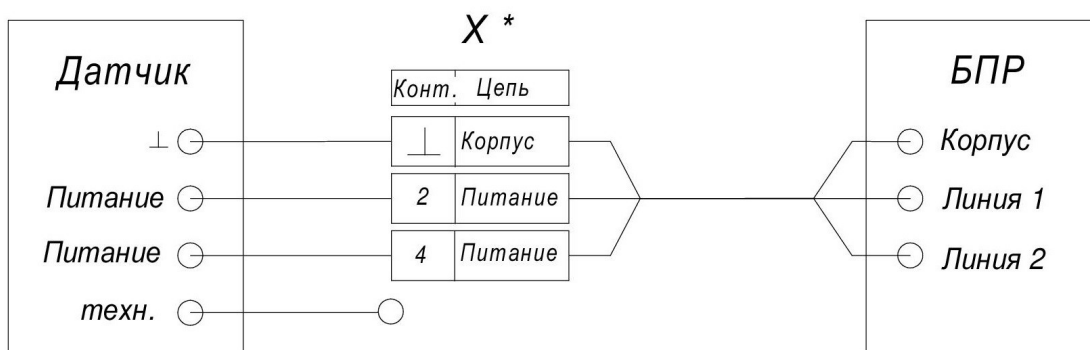 X *
Датчик
БПР
Конт. Цепь
⊥
Корпус
Корпус
Питание
2 Питание
Линия 1
Питание
4 Питание
Линия 2
техн.